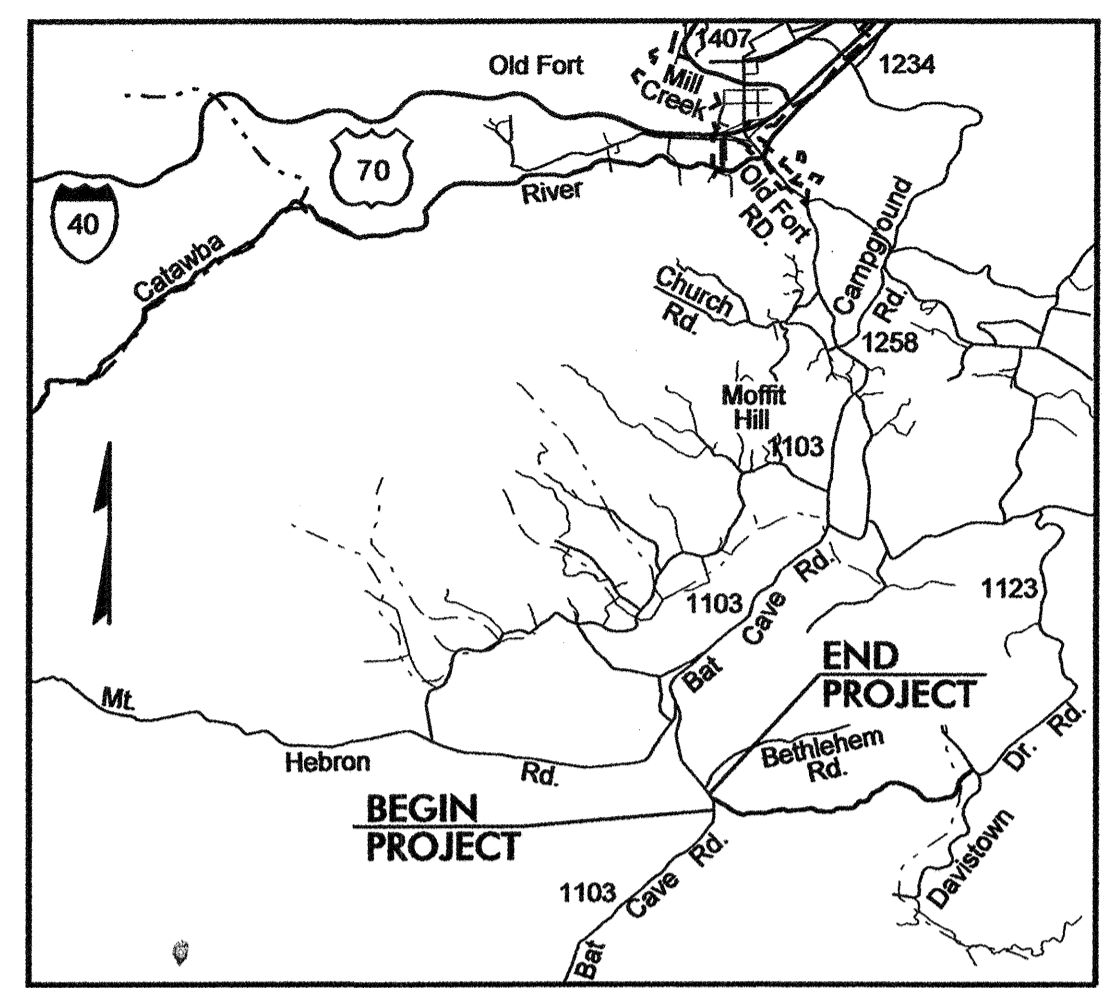 1407
Old Fort
1234
Mill
Creek
70
40
River
Old Fort
RD.
Catawba
Campground
Rd.
Church
Rd.
1258
Moffit
Hill
1103
1103
Bat Cave Rd.
1123
END
PROJECT
Mt. Hebron Rd.
Bethlehem
Rd.
Davistown Dr. Rd.
BEGIN
PROJECT
1103
Bat Cave Rd.